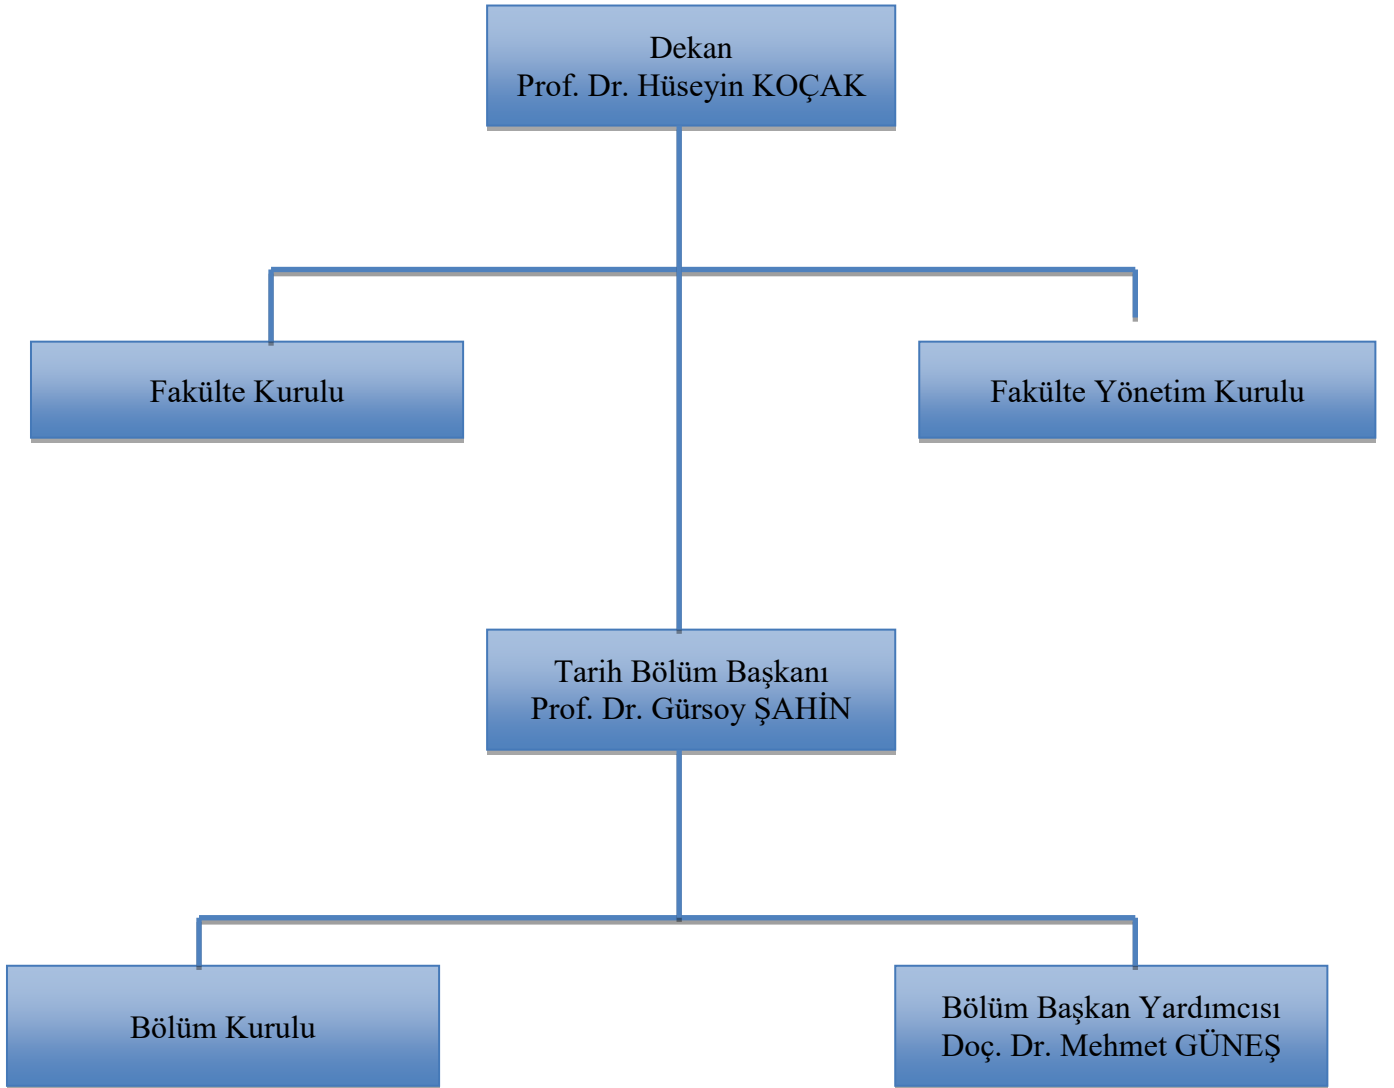 Dekan
Prof. Dr. Hüseyin KOÇAK
Fakülte Kurulu
Fakülte Yönetim Kurulu
Tarih Bölüm Başkanı
Prof. Dr. Gürsoy ŞAHİN
Bölüm Kurulu
Bölüm Başkan Yardımcısı
Doç. Dr. Mehmet GÜNEŞ